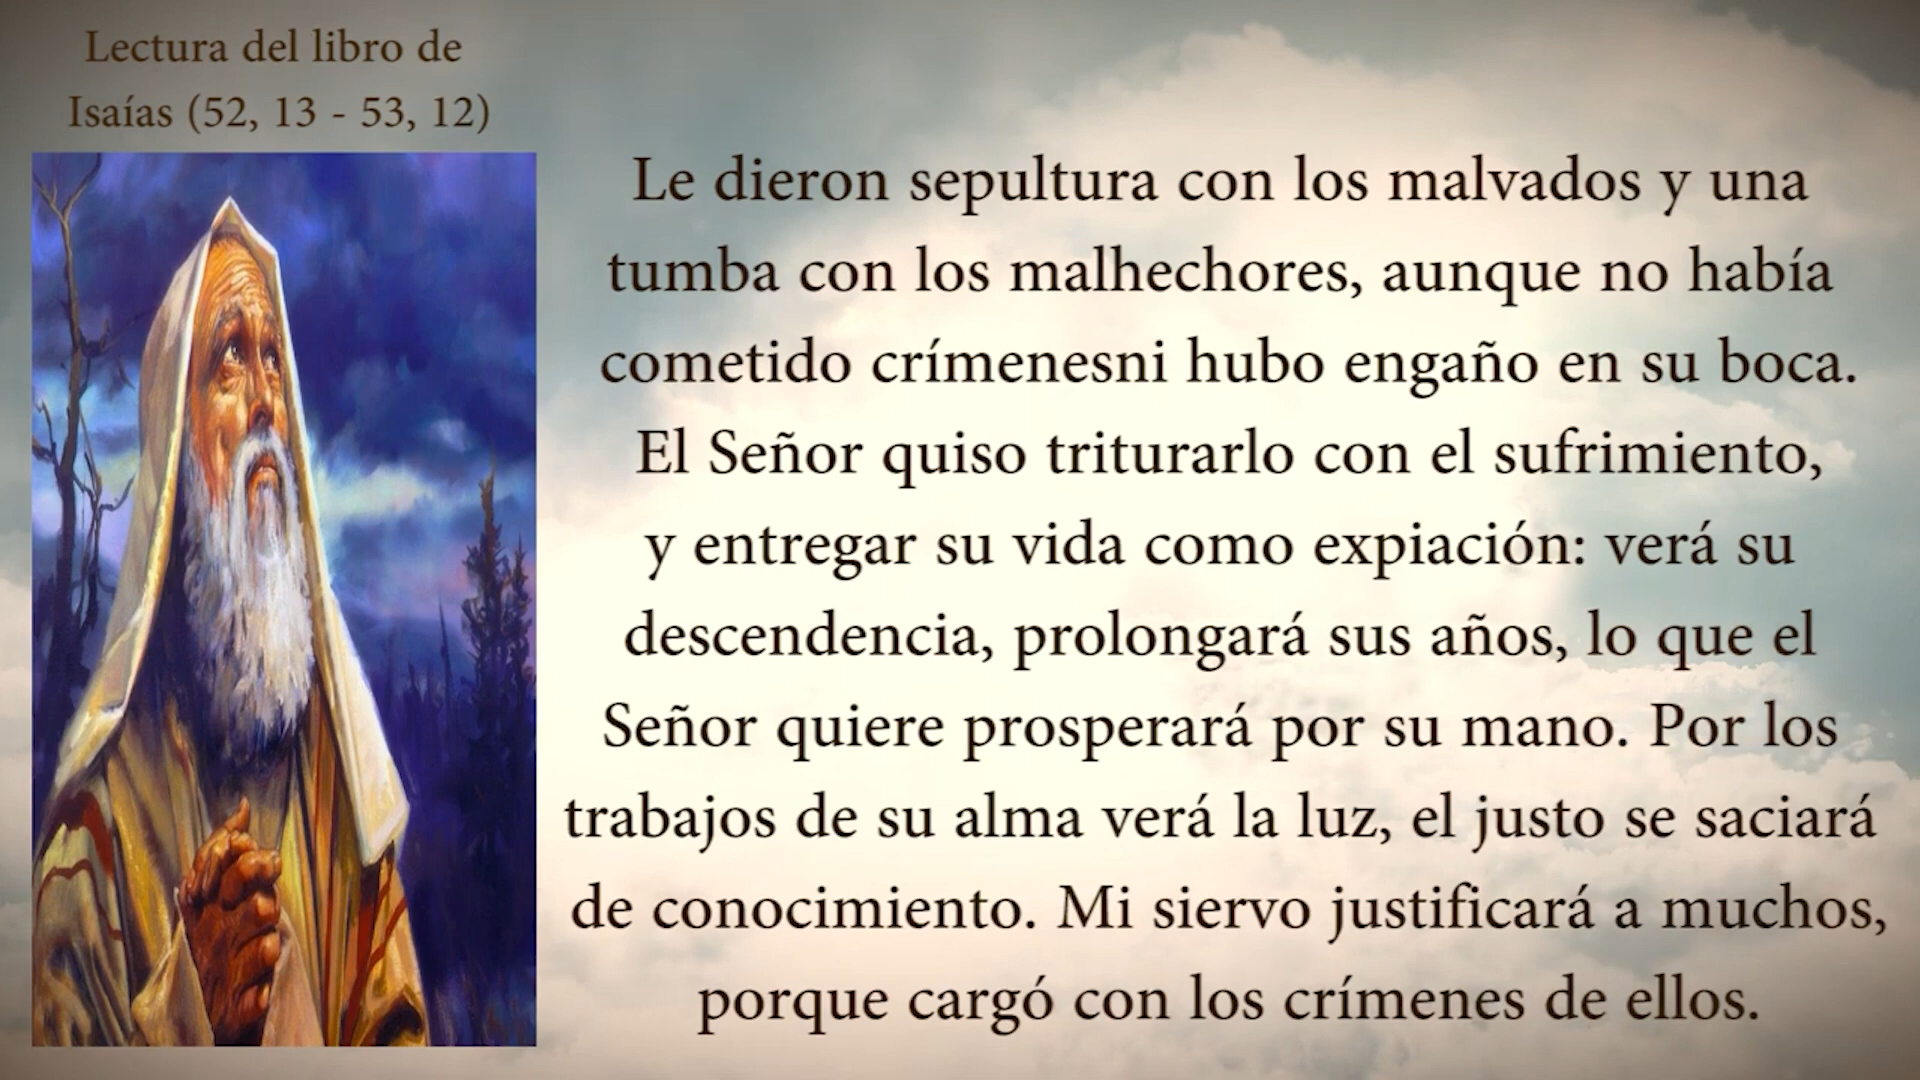 Lectura del libro de
Isaías (52, 13 - 53, 12)
Le dieron sepultura con los malvados y una
tumba con los malhechores, aunque no había
cometido crímenesni hubo engaño en su boca.
El Señor quiso triturarlo con el sufrimiento,
y entregar su vida como expiación: verá su
descendencia, prolongará sus años, lo que el
Señor quiere prosperará por su mano. Por los
trabajos de su alma verá la luz, el justo se saciará
de conocimiento. Mi siervo justificará a muchos,
porque cargó con los crímenes de ellos.